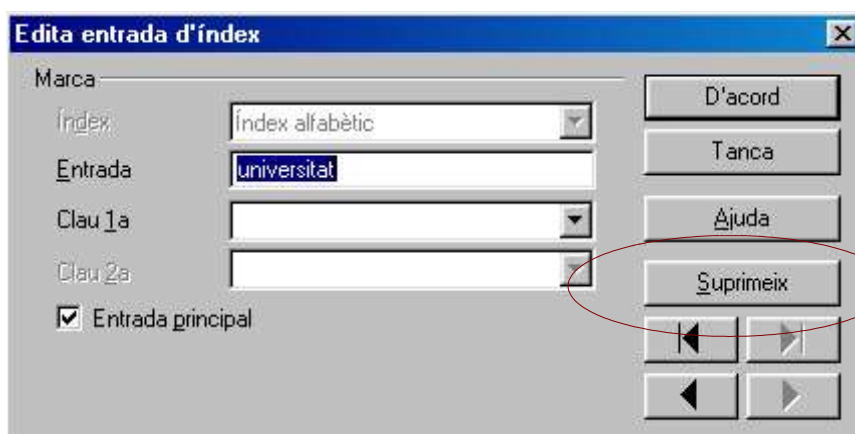 Edita entrada d'índex
Marca
Índex
Índex alfabètic
Entrada
universitat
Clau 1a
Clau 2a
Entrada principal
D'acord
Tanca
Ajuda
Suprimeix